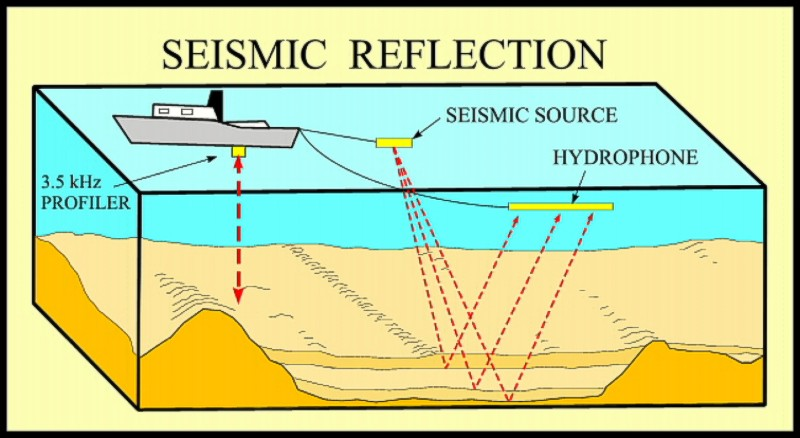 SEISMIC REFLECTION
SEISMIC SOURCE
HYDROPHONE
3.5 kHz
PROFILER